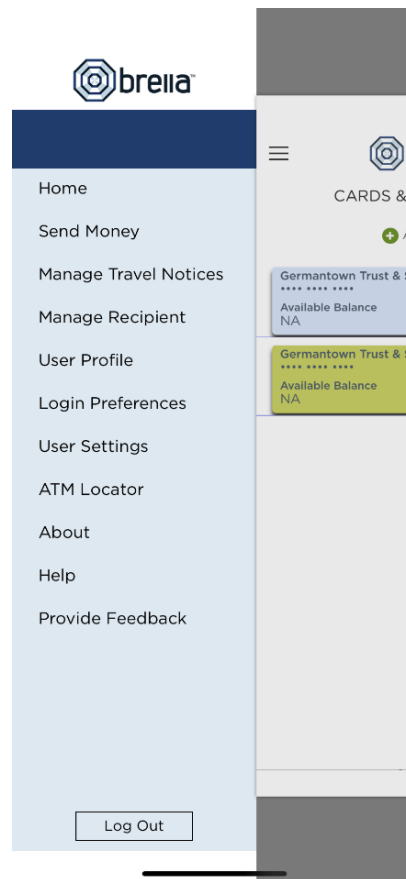 brella™
Home
Send Money
Manage Travel Notices
Manage Recipient
User Profile
Login Preferences
User Settings
ATM Locator
About
Help
Provide Feedback
Log Out
CARDS &
Germantown Trust &
•••• •••• ••••
Available Balance
NA
Germantown Trust &
•••• •••• ••••
Available Balance
NA